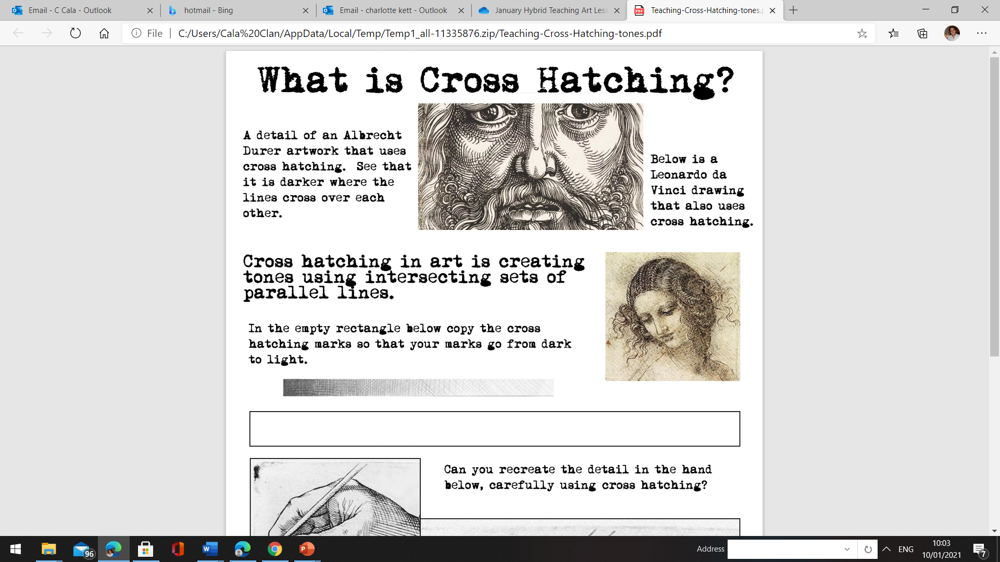 Email - C Cala - Outlook
hotmail - Bing
Email - charlotte kett - Outlook
January Hybrid Teaching Art Less
Teaching-Cross-Hatching-tones.p
File
C:/Users/Cala%20Clan/AppData/Local/Temp/Temp1_all-11335876.zip/Teaching-Cross-Hatching-tones.pdf
What is Cross Hatching?
A detail of an Albrecht
Durer artwork that uses
cross hatching. See that
it is darker where the
lines cross over each
other.
Below is a
Leonardo da
Vinci drawing
that also uses
cross hatching.
Cross hatching in art is creating
tones using intersecting sets of
parallel lines.
In the empty rectangle below copy the cross
hatching marks so that your marks go from dark
to light.
Can you recreate the detail in the hand
below, carefully using cross hatching?
96
Address
ENG
10:03
10/01/2021
7